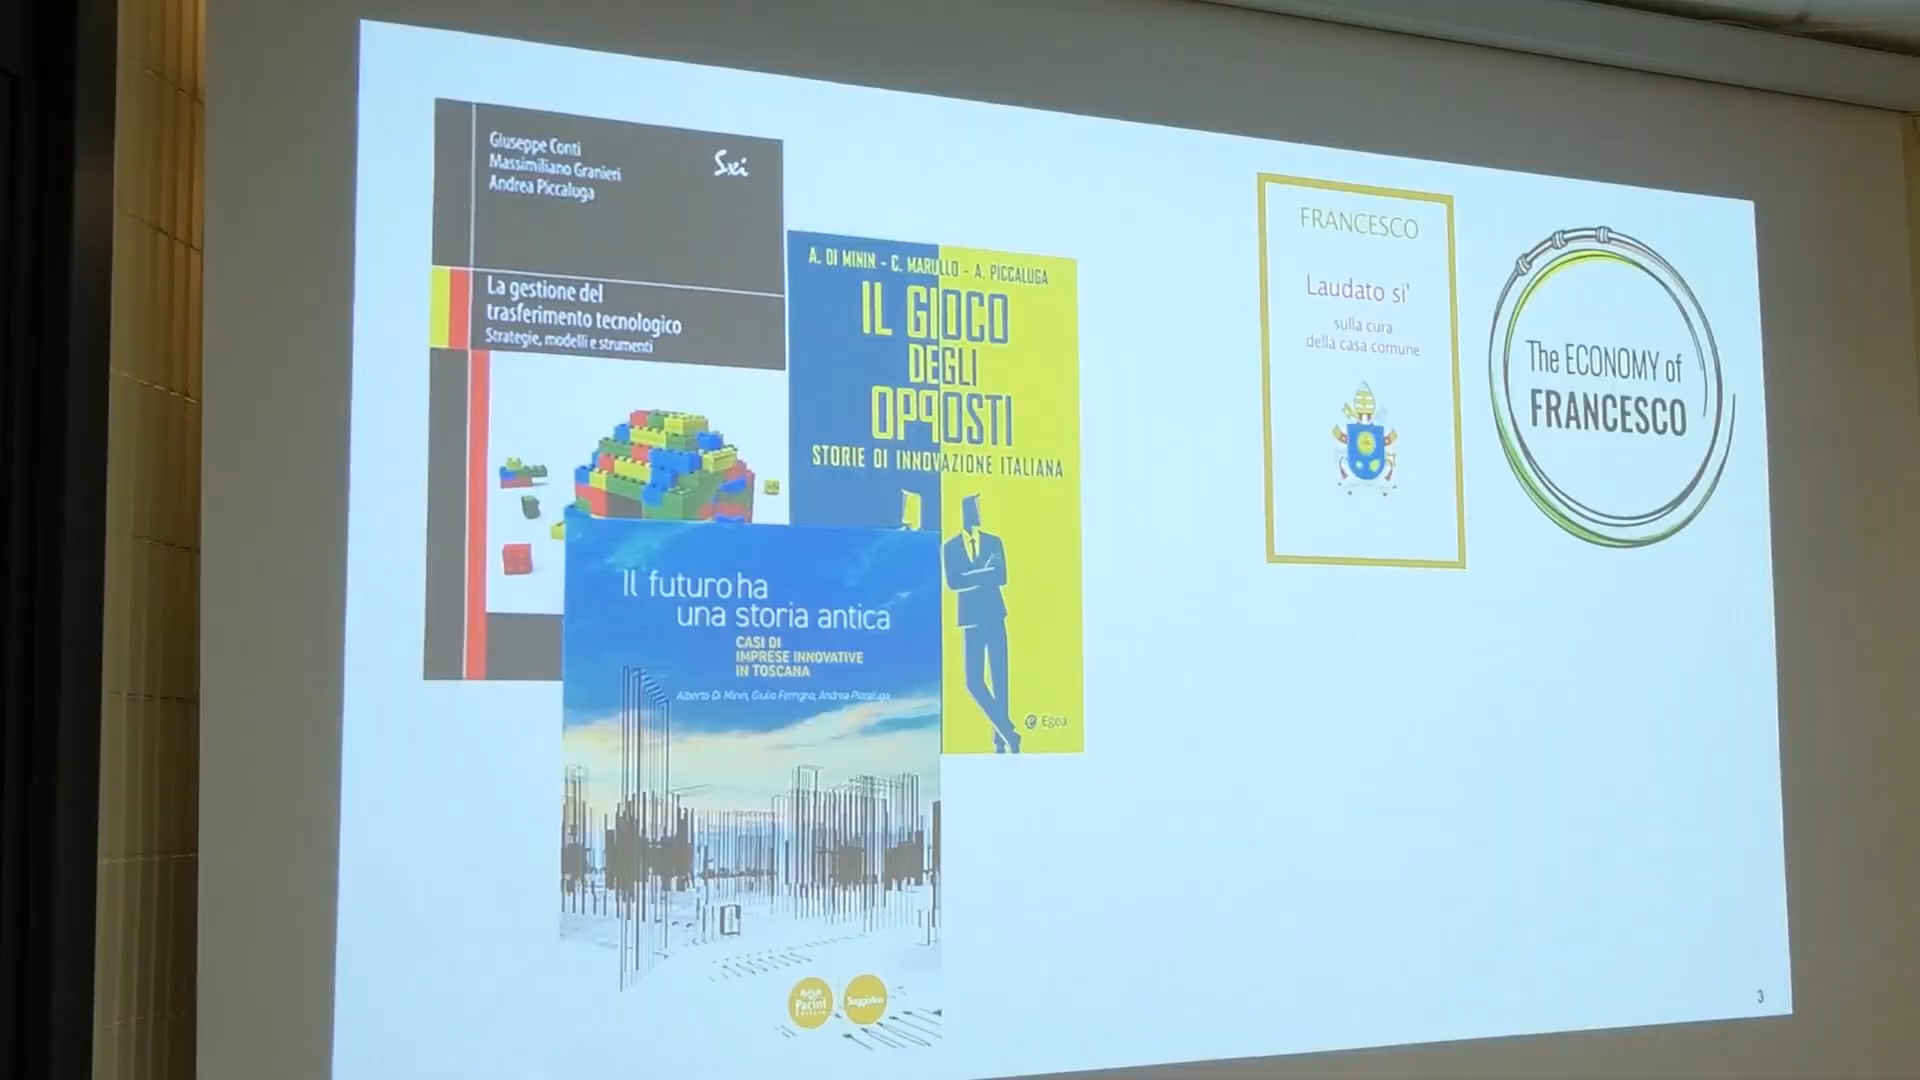 Giuseppe Conti
Massimiliano Granieri
Andrea Piccaluga
Sxi
La gestione del
trasferimento tecnologico
Strategie, modelli e strumenti
A. DI MININ - C. MARULLO - A. PICCALUGA
IL GIOCO
DEGLI
OPPOSTI
STORIE DI INNOVAZIONE ITALIANA
Egea
Il futuro ha
una storia antica
CASI DI
IMPRESE INNOVATIVE
IN TOSCANA
Alberto Di Minin, Giulio Ferrigno, Andrea Piccaluga
Pacini
FRANCESCO
Laudato si'
sulla cura
della casa comune
The ECONOMY of
FRANCESCO
3